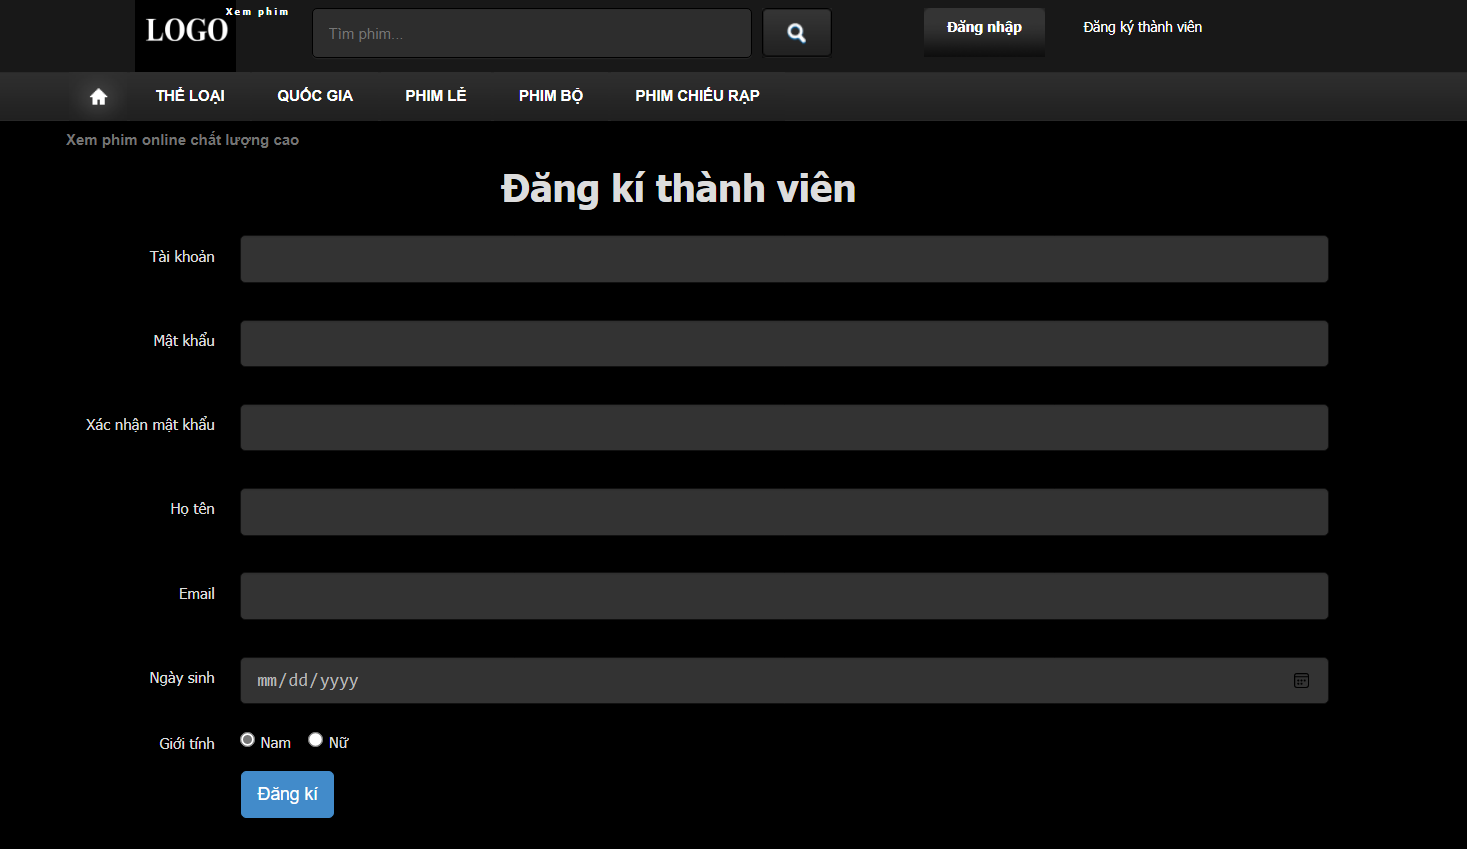 LOGO
Xem phim
Tìm phim...
Đăng nhập
Đăng ký thành viên
THỂ LOẠI
QUỐC GIA
PHIM LẺ
PHIM BỘ
PHIM CHIẾU RẠP
Xem phim online chất lượng cao
Đăng kí thành viên
Tài khoản
Mật khẩu
Xác nhận mật khẩu
Họ tên
Email
Ngày sinh
mm/dd/yyyy
Giới tính
Nam
Nữ
Đăng kí